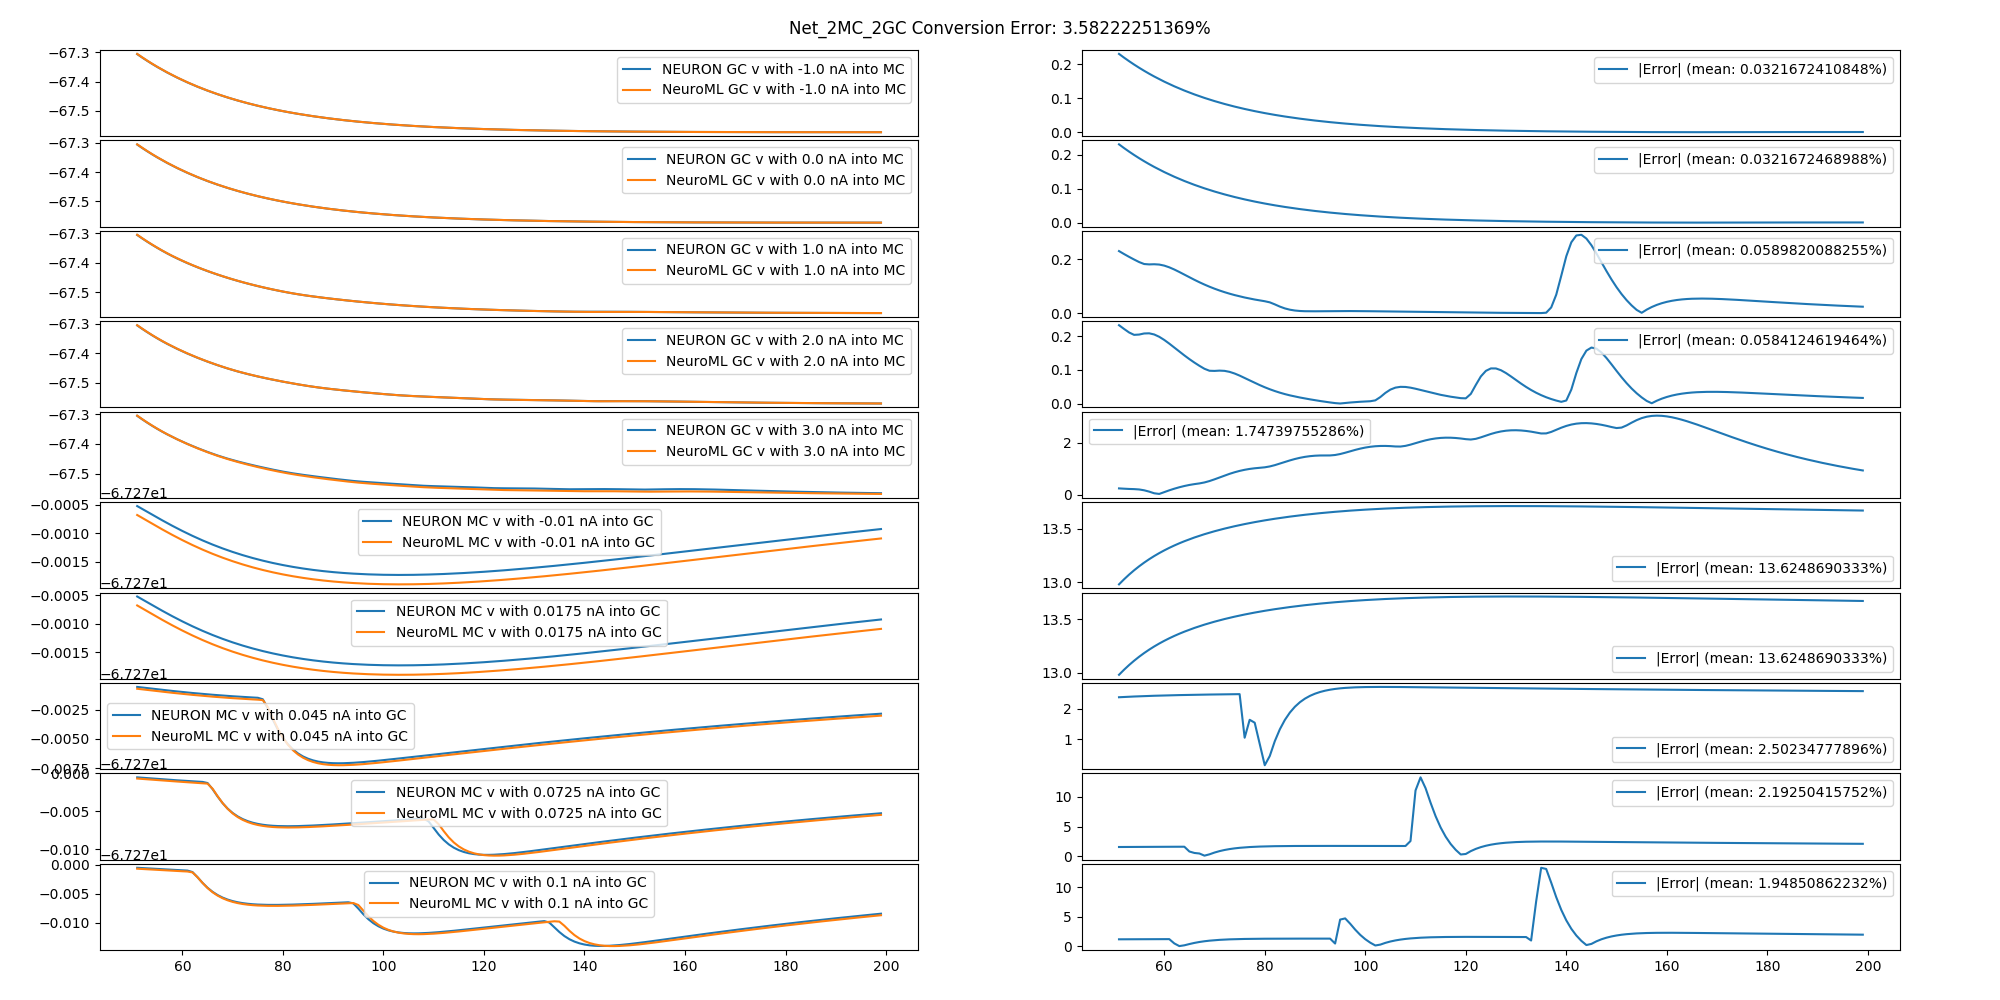 Net_2MC_2GC Conversion Error: 3.58222251369%
−67.3
−67.4
−67.5
NEURON GC v with -1.0 nA into MC
NeuroML GC v with -1.0 nA into MC
0.2
0.1
0.0
|Error| (mean: 0.0321672410848%)
−67.3
−67.4
−67.5
NEURON GC v with 0.0 nA into MC
NeuroML GC v with 0.0 nA into MC
0.2
0.1
0.0
|Error| (mean: 0.0321672468988%)
−67.3
−67.4
−67.5
NEURON GC v with 1.0 nA into MC
NeuroML GC v with 1.0 nA into MC
0.2
0.0
|Error| (mean: 0.0589820088255%)
−67.3
−67.4
−67.5
NEURON GC v with 2.0 nA into MC
NeuroML GC v with 2.0 nA into MC
0.2
0.1
0.0
|Error| (mean: 0.0584124619464%)
−67.3
−67.4
−67.5
NEURON GC v with 3.0 nA into MC
NeuroML GC v with 3.0 nA into MC
2
0
|Error| (mean: 1.74739755286%)
−6.727e1
−0.0005
−0.0010
−0.0015
NEURON MC v with -0.01 nA into GC
NeuroML MC v with -0.01 nA into GC
13.5
13.0
|Error| (mean: 13.6248690333%)
−6.727e1
−0.0005
−0.0010
−0.0015
NEURON MC v with 0.0175 nA into GC
NeuroML MC v with 0.0175 nA into GC
13.5
13.0
|Error| (mean: 13.6248690333%)
−6.727e1
−0.0025
−0.0050
−0.0075
NEURON MC v with 0.045 nA into GC
NeuroML MC v with 0.045 nA into GC
2
1
|Error| (mean: 2.50234777896%)
−6.727e1
0.000
−0.005
−0.010
NEURON MC v with 0.0725 nA into GC
NeuroML MC v with 0.0725 nA into GC
10
5
0
|Error| (mean: 2.19250415752%)
−6.727e1
0.000
−0.005
−0.010
NEURON MC v with 0.1 nA into GC
NeuroML MC v with 0.1 nA into GC
10
5
0
|Error| (mean: 1.94850862232%)
60 80 100 120 140 160 180 200
60 80 100 120 140 160 180 200